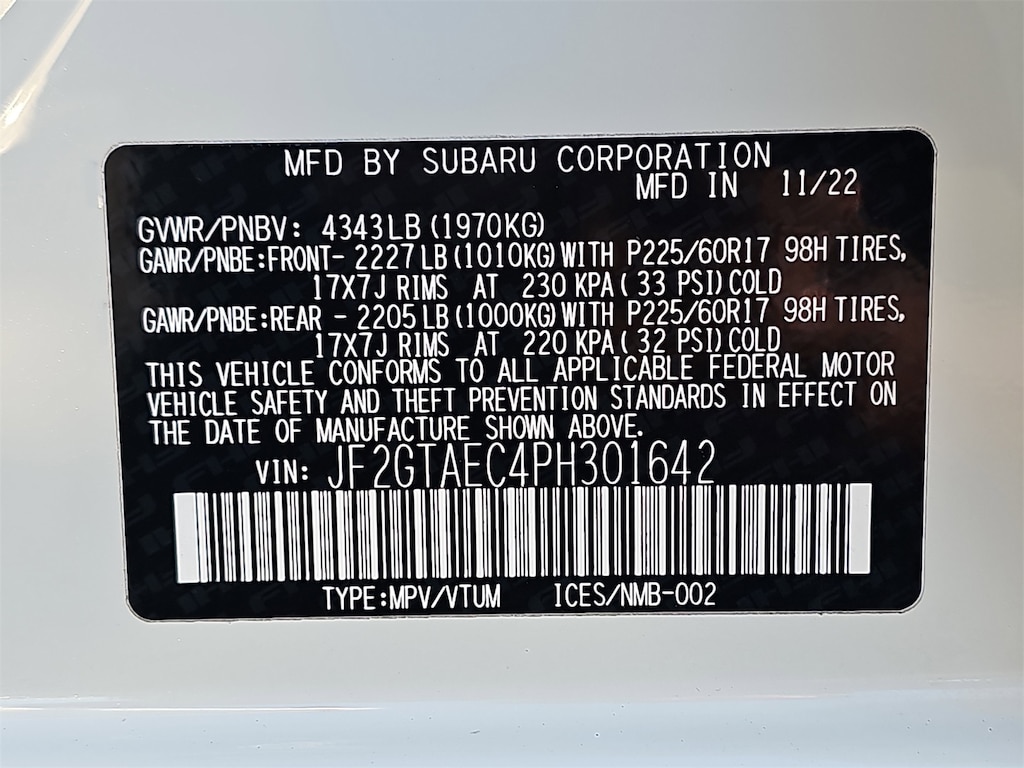 MFD BY SUBARU CORPORATION
MFD IN 11/22
GVWR/PNBV: 4343LB(1970KG)
GAWR/PNBE:FRONT- 2227LB(1010KG)WITH P225/60R17 98H TIRES,
17X7J RIMS AT 230 KPA( 33 PSI)COLD
GAWR/PNBE:REAR - 2205LB(1000KG)WITH P225/60R17 98H TIRES,
17X7J RIMS AT 220 KPA( 32 PSI)COLD
THIS VEHICLE CONFORMS TO ALL APPLICABLE FEDERAL MOTOR
VEHICLE SAFETY AND THEFT PREVENTION STANDARDS IN EFFECT ON
THE DATE OF MANUFACTURE SHOWN ABOVE.
VIN: JF2GTAEC4PH301642
TYPE:MPV/VTUM ICES/NMB-002